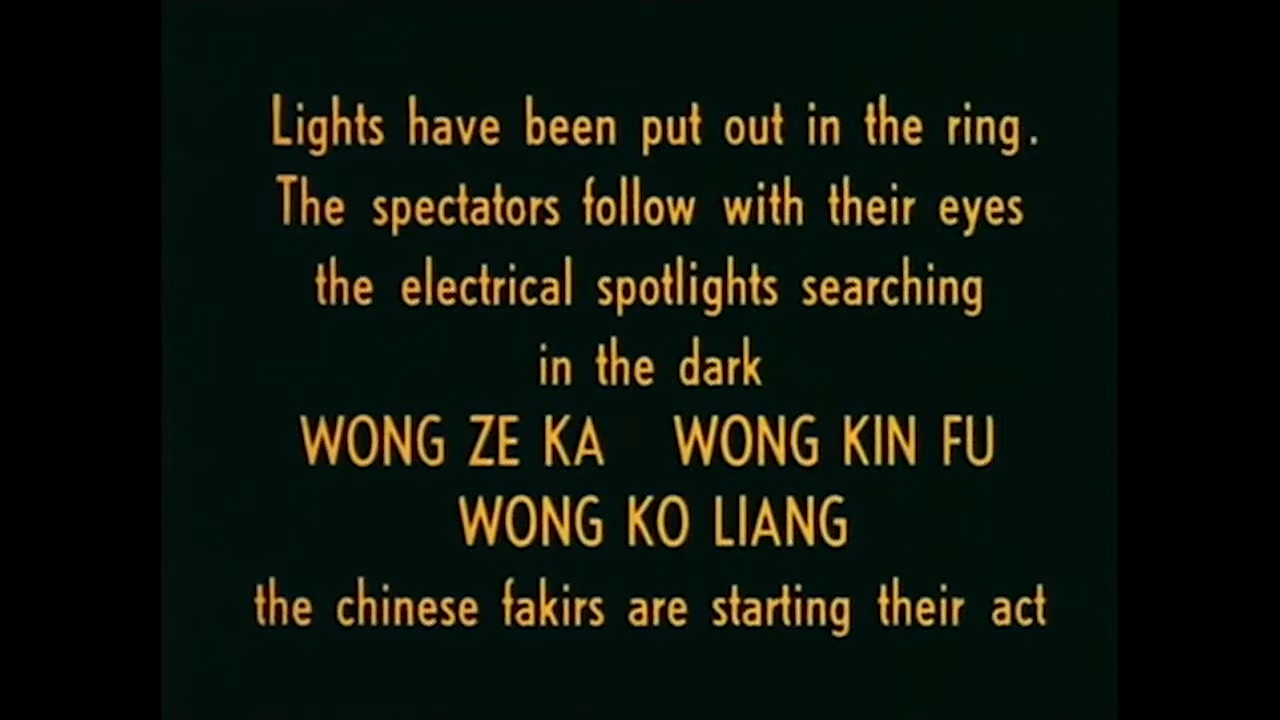 Lights have been put out in the ring.
The spectators follow with their eyes
the electrical spotlights searching
in the dark
WONG ZE KA WONG KIN FU
WONG KO LIANG
the chinese fakirs are starting their act